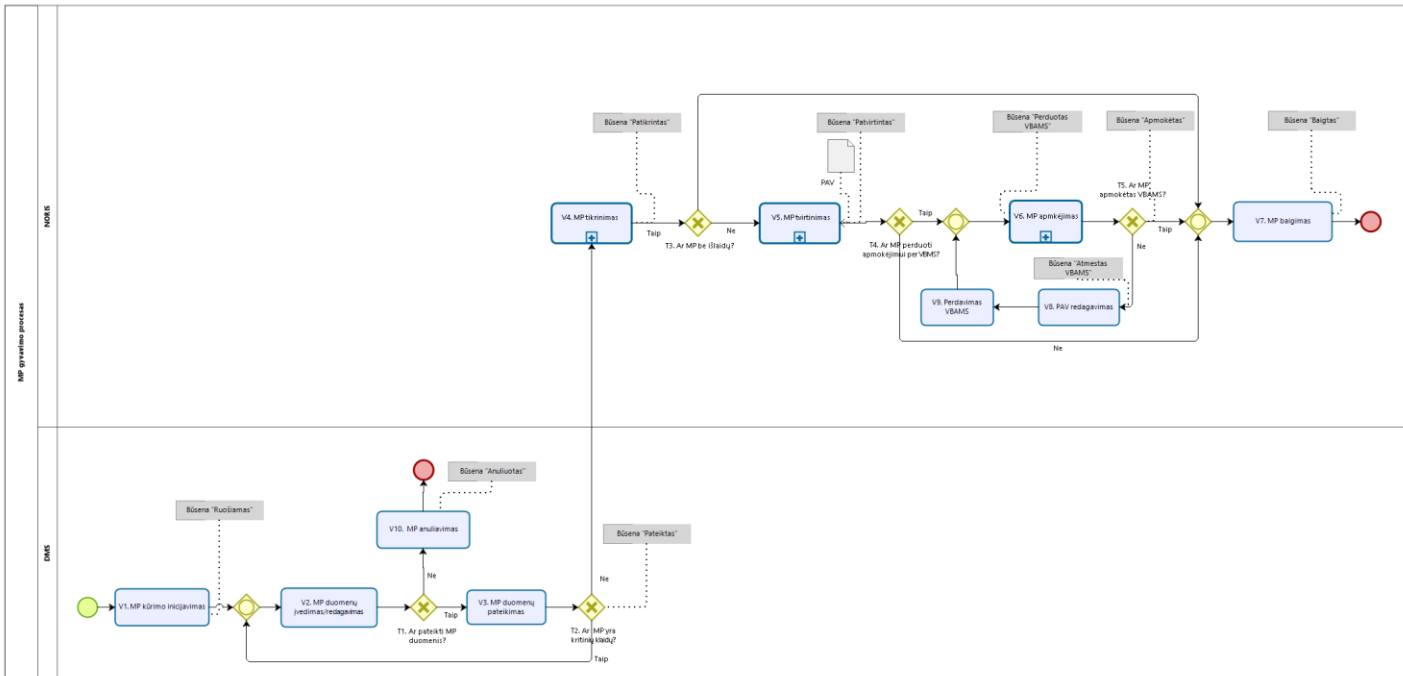 MP gyvavimo procesas
NORIS
Būsena "Patikrintas"
Būsena "Patvirtintas"
Būsena "Perduotas
VBAMS"
Būsena "Apmokėtas"
Būsena "Baigtas"
PAV
T5. Ar MP
apmokėtas VBAMS?
V4. MP tikrinimas
Taip
T3. Ar MP be išlaidų?
Ne
V5. MP tvirtinimas
Taip
T4. Ar MP perduoti
apmokėjimui per VBMS?
V6. MP apmkėjimas
Taip
Ne
V7. MP baigimas
Būsena "Atmestas
VBAMS"
V9. Perdavimas
VBAMS
V8. PAV redagavimas
Ne
DMS
Būsena "Anuliuotas"
Būsena "Ruošiamas"
V10. MP anuliavimas
Būsena "Pateiktas"
Ne
Ne
V1. MP kūrimo inicijavimas
V2. MP duomenų
įvedimas/redagavimas
Taip
V3. MP duomenų
pateikimas
T1. Ar pateikti MP
duomenis?
T2. Ar MP yra
kritinių klaidų?
Taip